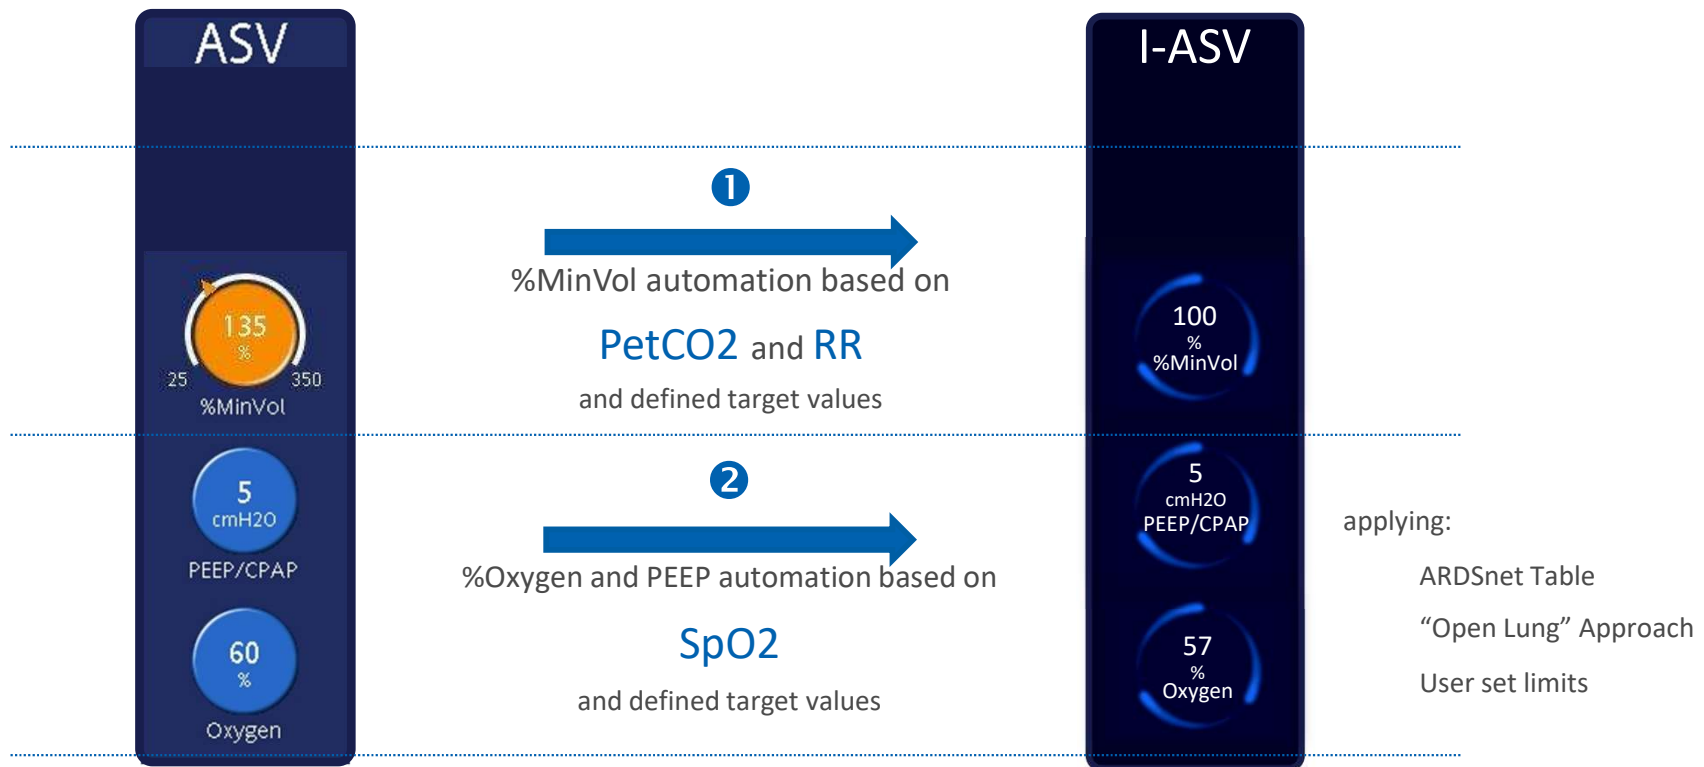 ASV
135
%
25
350
%MinVol
5
cmH2O
PEEP/CPAP
60
%
Oxygen
1
%MinVol automation based on
PetCO2 and RR
and defined target values
2
%Oxygen and PEEP automation based on
SpO2
and defined target values
I-ASV
100
%
%MinVol
5
cmH2O
PEEP/CPAP
57
%
Oxygen
applying:
ARDSnet Table
“Open Lung” Approach
User set limits